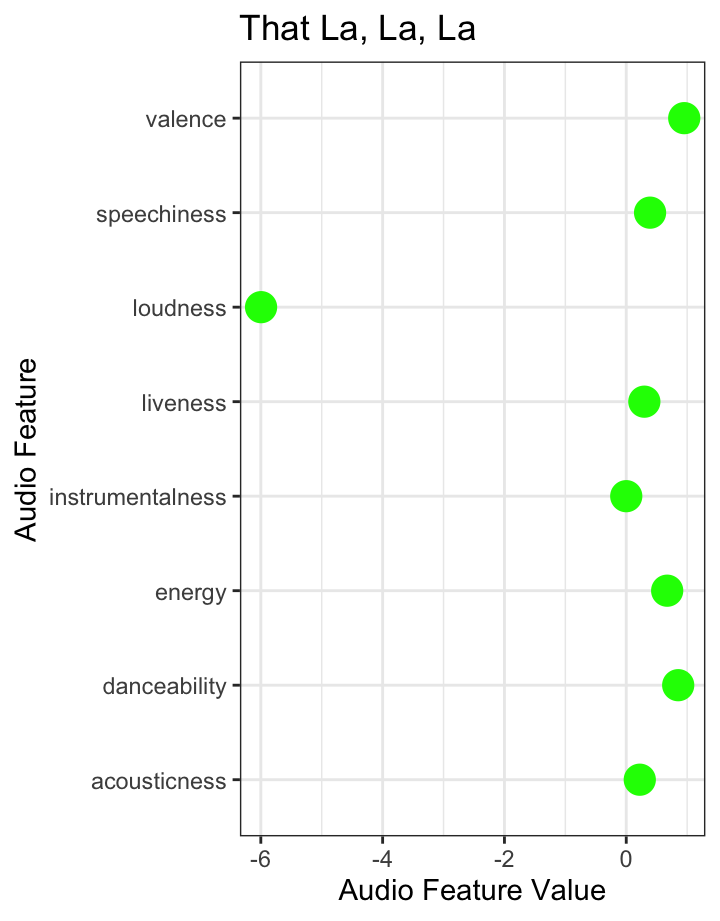 That La, La, La
valence
speechiness
loudness
liveness
instrumentalness
energy
danceability
acousticness
Audio Feature
-6 -4 -2 0
Audio Feature Value